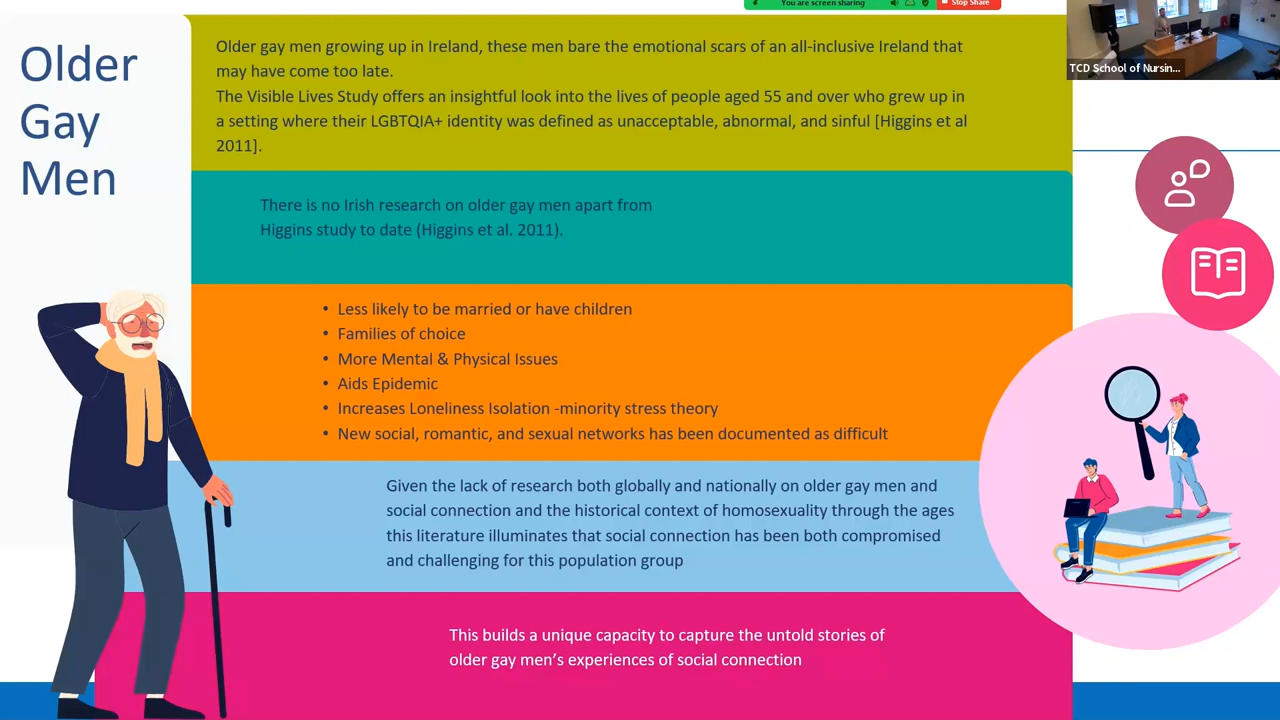 You are screen sharing
Stop Share
TCD School of Nursin...
Older
Gay
Men
Older gay men growing up in Ireland, these men bare the emotional scars of an all-inclusive Ireland that
may have come too late.
The Visible Lives Study offers an insightful look into the lives of people aged 55 and over who grew up in
a setting where their LGBTQIA+ identity was defined as unacceptable, abnormal, and sinful [Higgins et al
2011].
There is no Irish research on older gay men apart from
Higgins study to date (Higgins et al. 2011).
• Less likely to be married or have children
• Families of choice
• More Mental & Physical Issues
• Aids Epidemic
• Increases Loneliness Isolation -minority stress theory
• New social, romantic, and sexual networks has been documented as difficult
Given the lack of research both globally and nationally on older gay men and
social connection and the historical context of homosexuality through the ages
this literature illuminates that social connection has been both compromised
and challenging for this population group
This builds a unique capacity to capture the untold stories of
older gay men's experiences of social connection